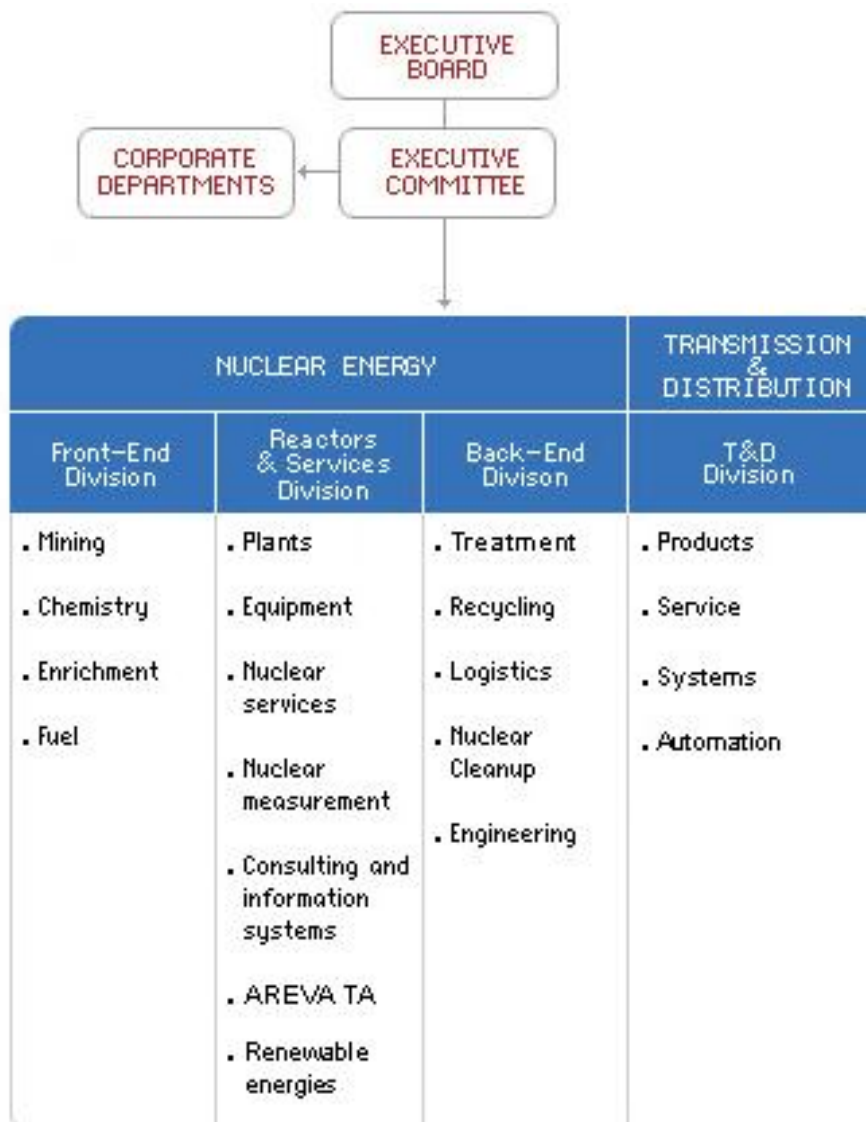 EXECUTIVE
BOARD
CORPORATE
DEPARTMENTS
EXECUTIVE
COMMITTEE
NUCLEAR ENERGY
TRANSMISSION
&
DISTRIBUTION
Front-End
Division
Reactors
& Services
Division
Back-End
Divison
T&D
Division
. Mining
. Chemistry
. Enrichment
. Fuel
. Plants
. Equipment
. Nuclear
services
. Nuclear
measurement
. Consulting and
information
systems
. AREVA TA
. Renewable
energies
. Treatment
. Recycling
. Logistics
. Nuclear
Cleanup
. Engineering
. Products
. Service
. Systems
. Automation